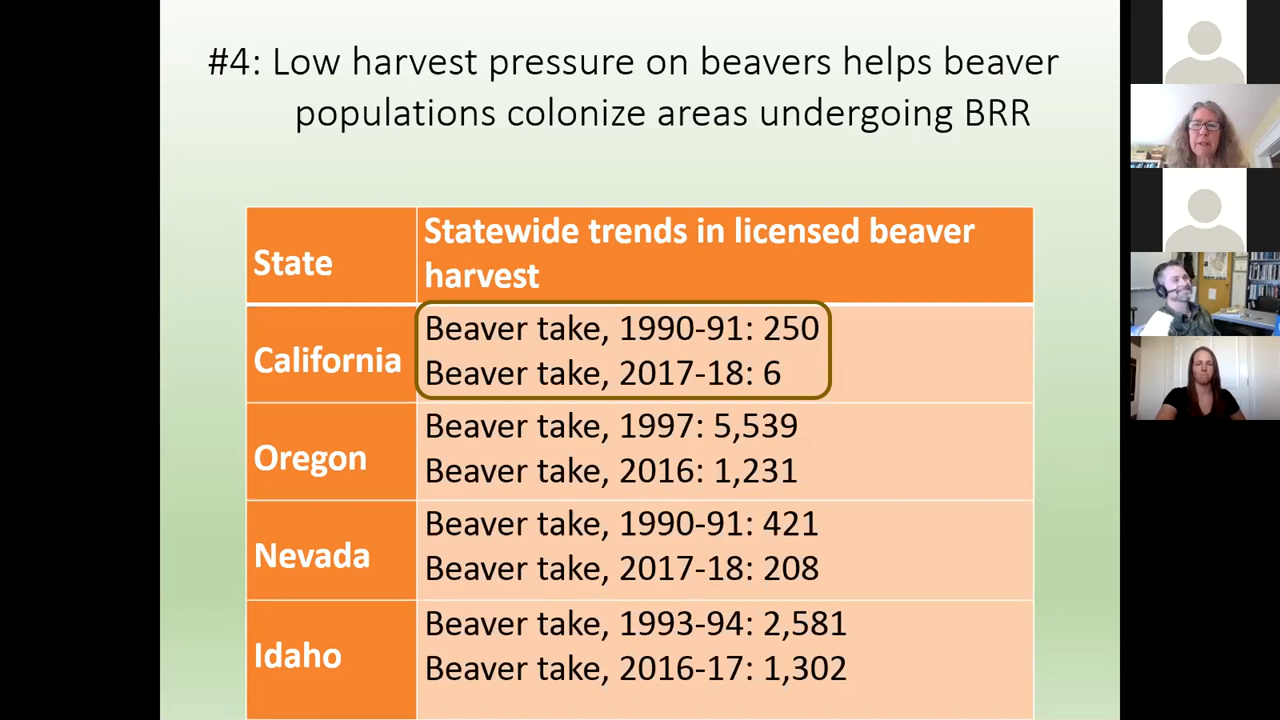 #4: Low harvest pressure on beavers helps beaver
populations colonize areas undergoing BRR
State
Statewide trends in licensed beaver
harvest
California
Beaver take, 1990-91: 250
Beaver take, 2017-18: 6
Oregon
Beaver take, 1997: 5,539
Beaver take, 2016: 1,231
Nevada
Beaver take, 1990-91: 421
Beaver take, 2017-18: 208
Idaho
Beaver take, 1993-94: 2,581
Beaver take, 2016-17: 1,302